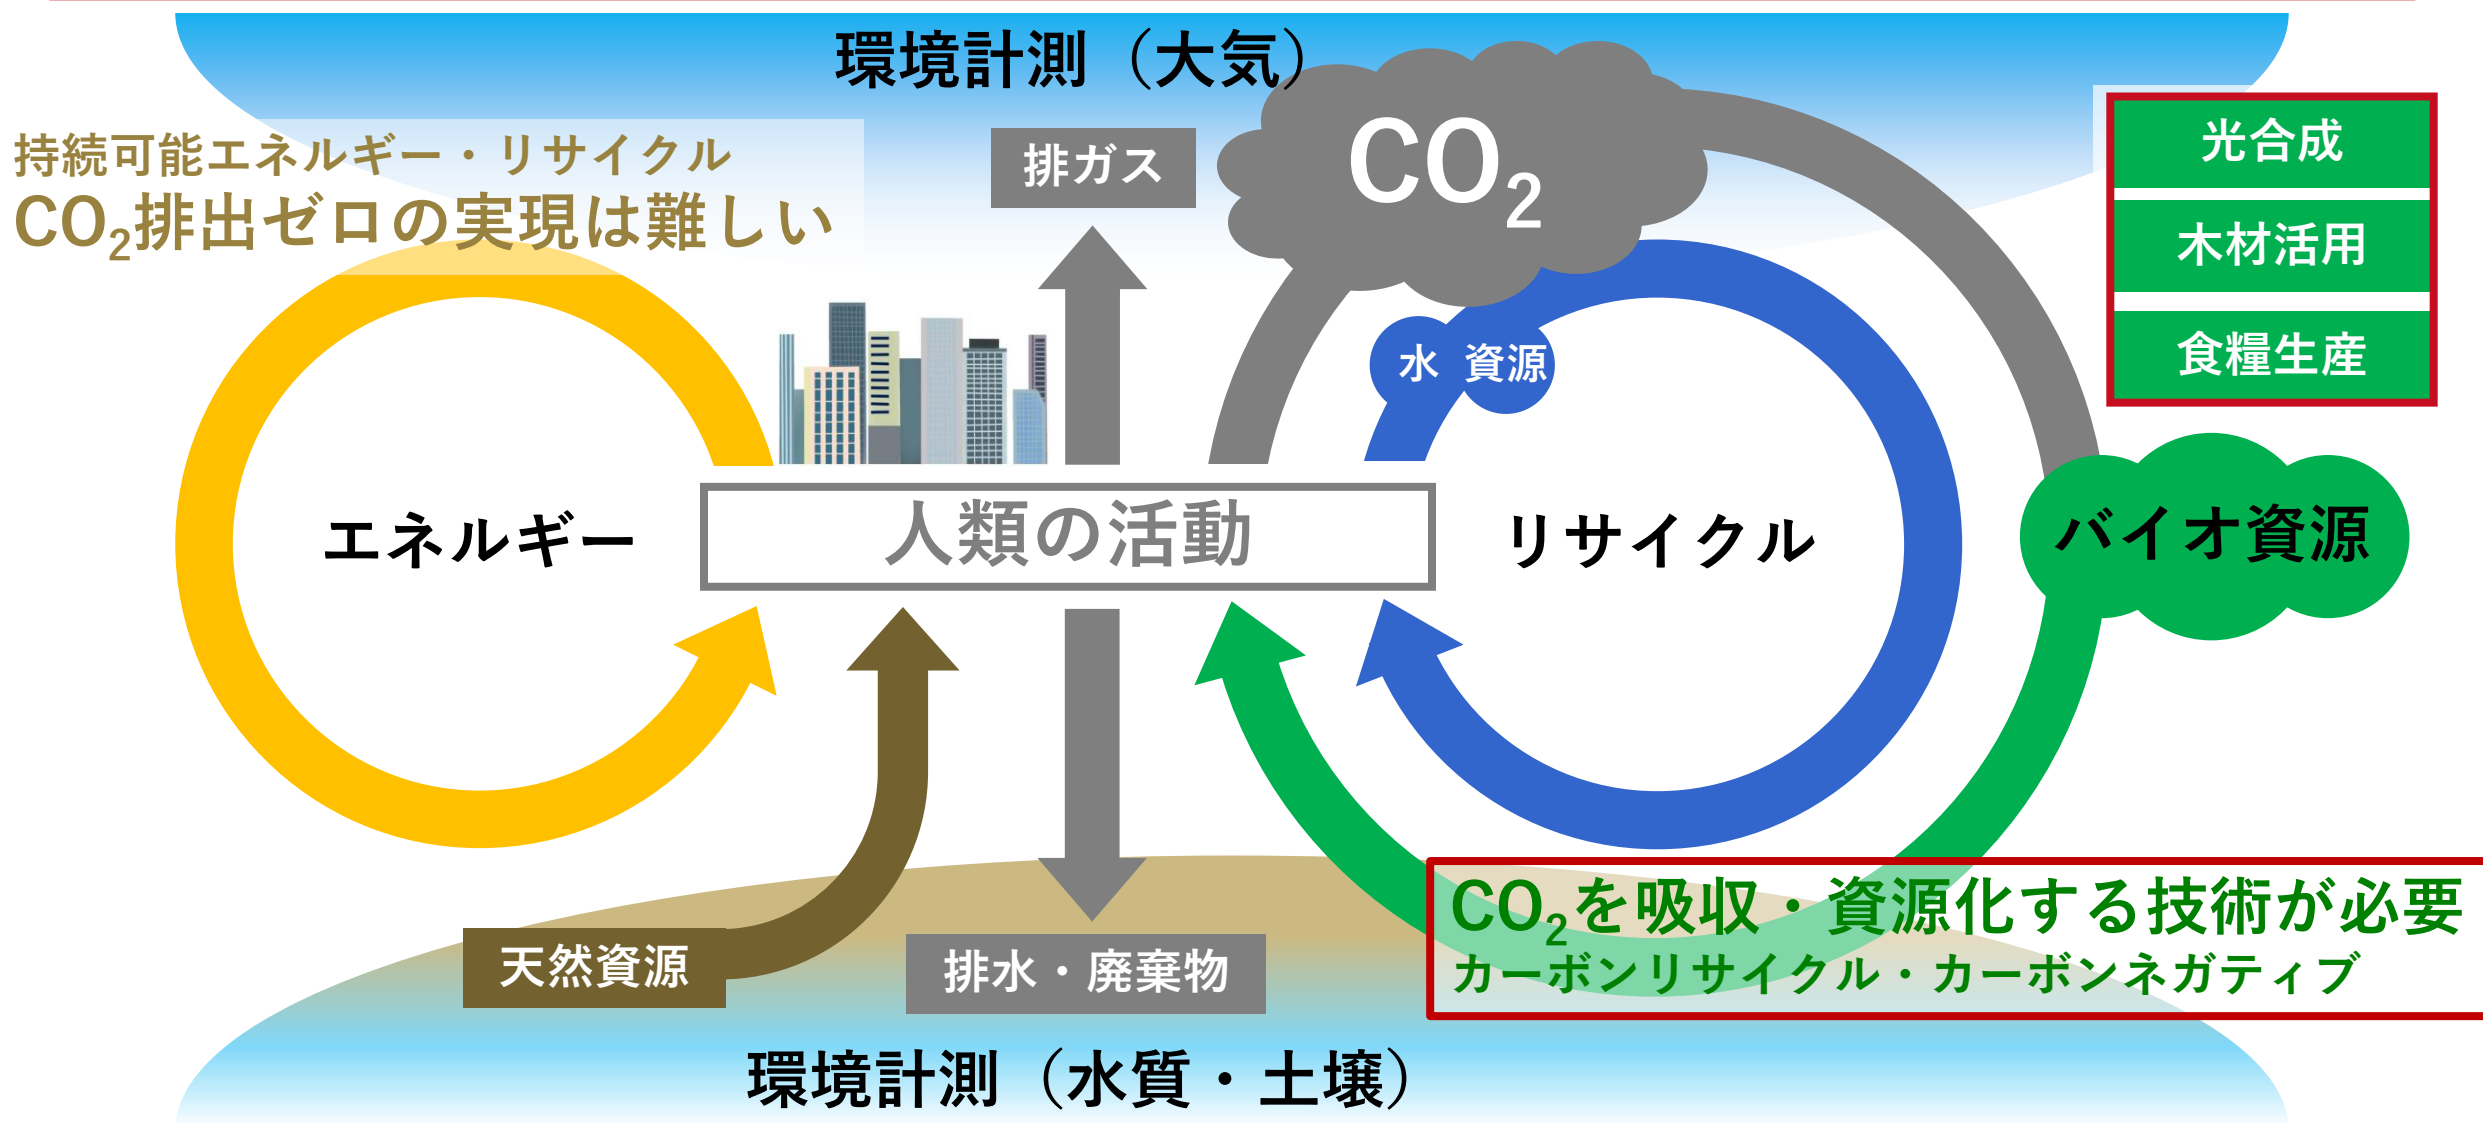 環境計測（大気）
持続可能エネルギー・リサイクル
CO₂排出ゼロの実現は難しい
排ガス
CO₂
光合成
木材活用
食糧生産
水 資源
エネルギー
人類の活動
リサイクル
バイオ資源
天然資源
排水・廃棄物
CO₂を吸収・資源化する技術が必要
カーボンリサイクル・カーボンネガティブ
環境計測（水質・土壌）